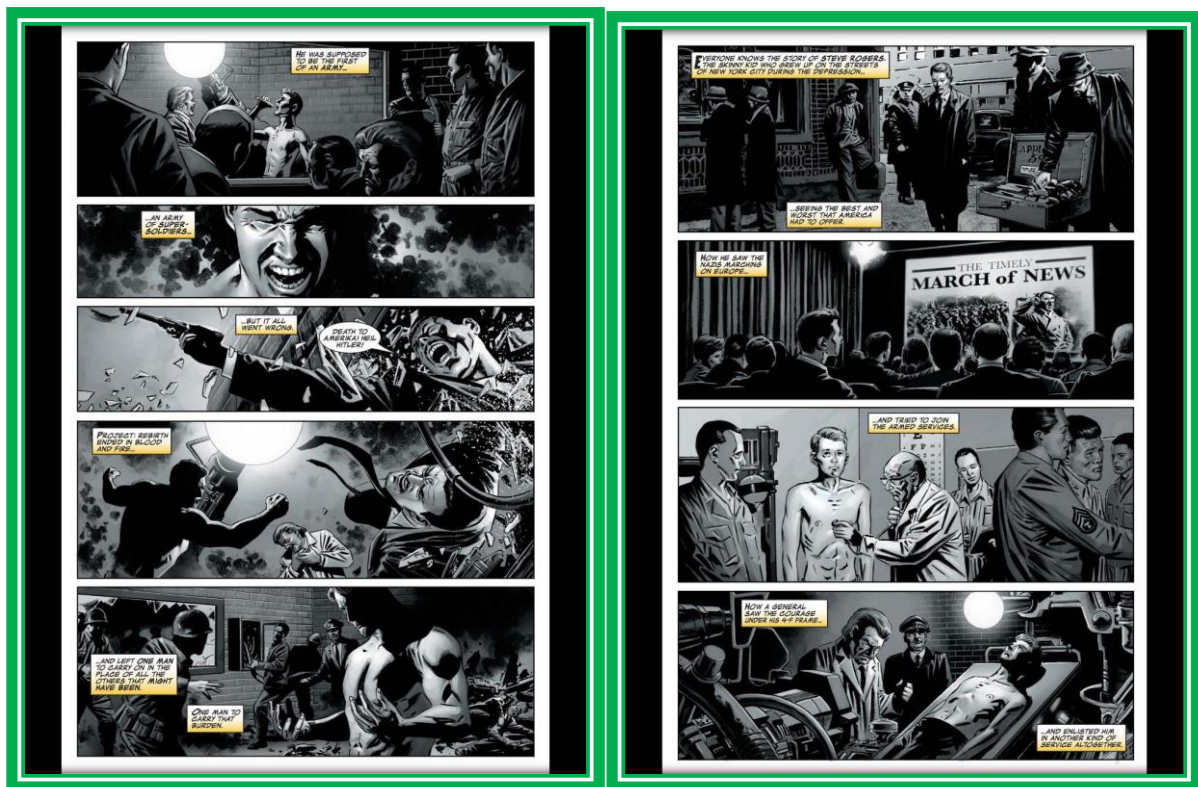 HE WAS SUPPOSED
TO BE THE FIRST
OF AN ARMY...
...AN ARMY
OF SUPER-
SOLDIERS...
...BUT IT ALL
WENT WRONG.
DEATH TO
AMERIKA! HEIL
HITLER!
PROJECT: REBIRTH
ENDED IN BLOOD
AND FIRE...
...AND LEFT ONE MAN
TO CARRY ON IN THE
PLACE OF ALL THE
OTHERS THAT MIGHT
HAVE BEEN.
ONE MAN TO
CARRY THAT
BURDEN.
EVERYONE KNOWS THE STORY OF STEVE ROGERS.
THE SKINNY KID WHO GREW UP ON THE STREETS
OF NEW YORK CITY DURING THE DEPRESSION...
...SEEING THE BEST AND
WORST THAT AMERICA
HAD TO OFFER.
HOW HE SAW THE
NAZIS MARCHING
ON EUROPE...
THE TIMELY
MARCH of NEWS
...AND TRIED TO JOIN
THE ARMED SERVICES.
HOW A GENERAL
SAW THE COURAGE
UNDER HIS 4-F FRAME...
...AND ENLISTED HIM
IN ANOTHER KIND OF
SERVICE ALTOGETHER.